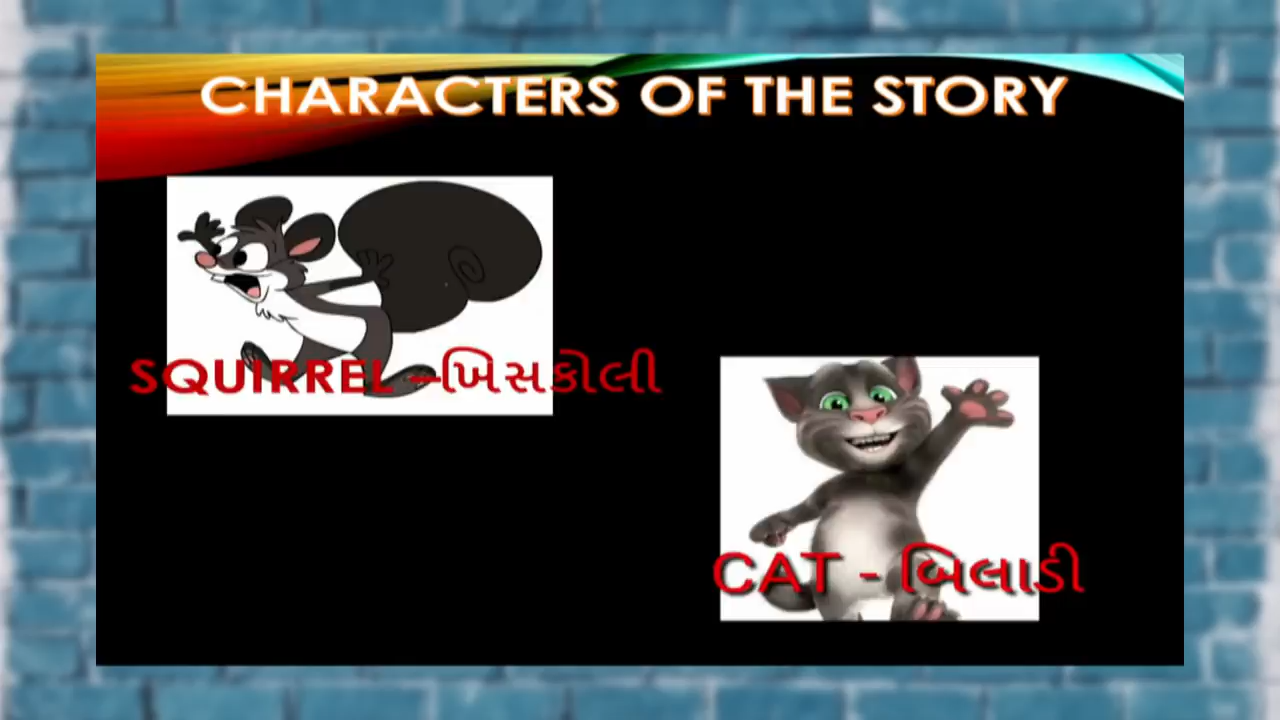 CHARACTERS OF THE STORY
SQUIRREL –ખિસકોલી
CAT - બિલાડી